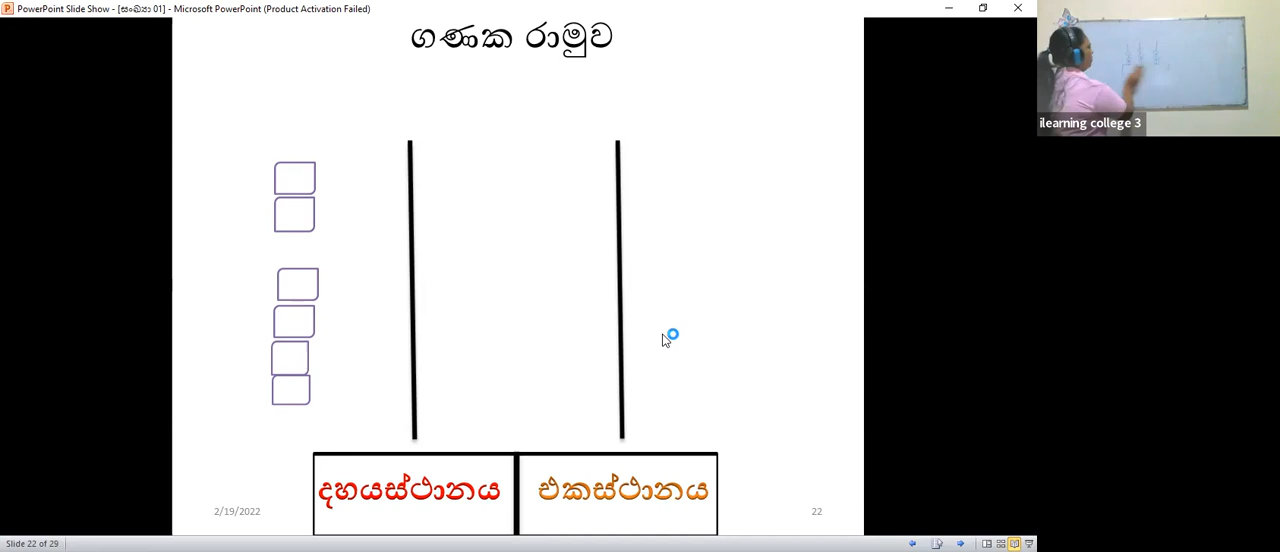 PowerPoint Slide Show - [සංඛ්‍යා 01] - Microsoft PowerPoint (Product Activation Failed)
ගණක රාමුව
ilearning college 3
දහයස්ථානය
එකස්ථානය
2/19/2022
22
Slide 22 of 29